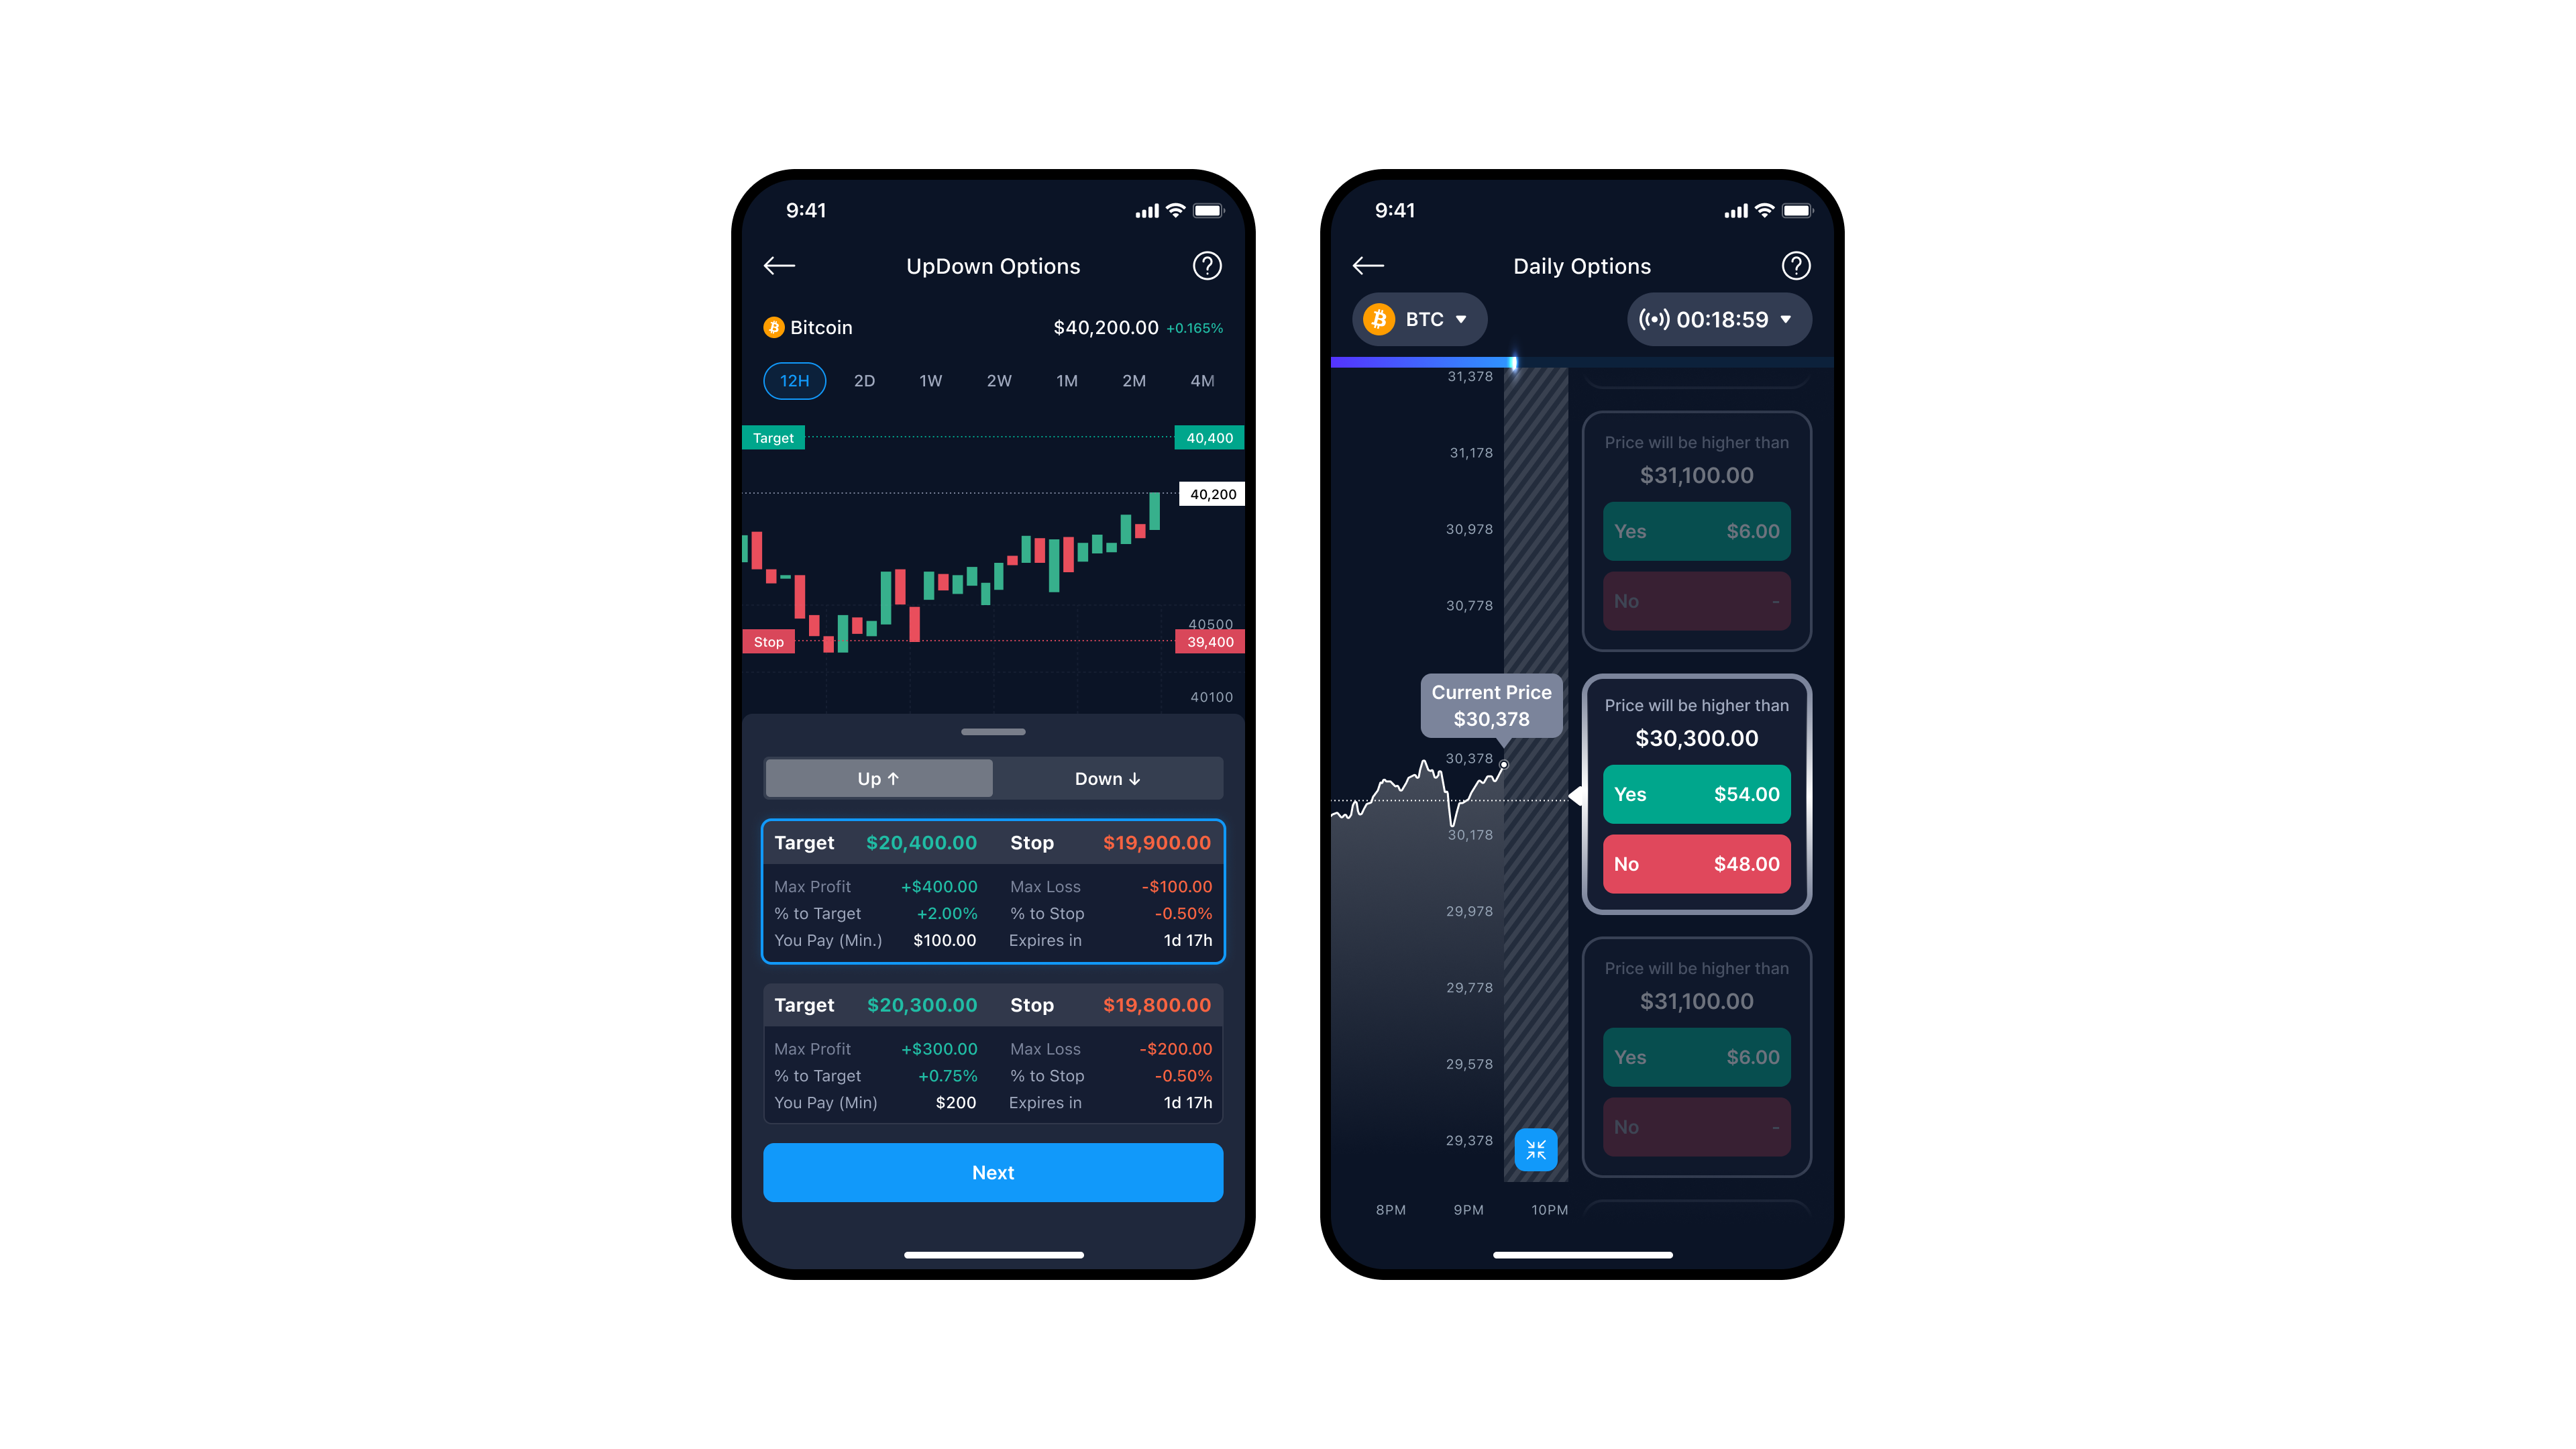 9:41
UpDown Options
Bitcoin $40,200.00 +0.165%
12H 2D 1W 2W 1M 2M 4M
Target 40,400
40,200
40500
Stop 39,400
40100
Up ↑ Down ↓
Target $20,400.00 Stop $19,900.00
Max Profit +$400.00 Max Loss -$100.00
% to Target +2.00% % to Stop -0.50%
You Pay (Min.) $100.00 Expires in 1d 17h
Target $20,300.00 Stop $19,800.00
Max Profit +$300.00 Max Loss -$200.00
% to Target +0.75% % to Stop -0.50%
You Pay (Min) $200 Expires in 1d 17h
Next
9:41
Daily Options
BTC 00:18:59
31,378
31,178
30,978
30,778
Current Price
$30,378
30,378
30,178
29,978
29,778
29,578
29,378
8PM 9PM 10PM
Price will be higher than
$31,100.00
Yes $6.00
No -
Price will be higher than
$30,300.00
Yes $54.00
No $48.00
Price will be higher than
$31,100.00
Yes $6.00
No -